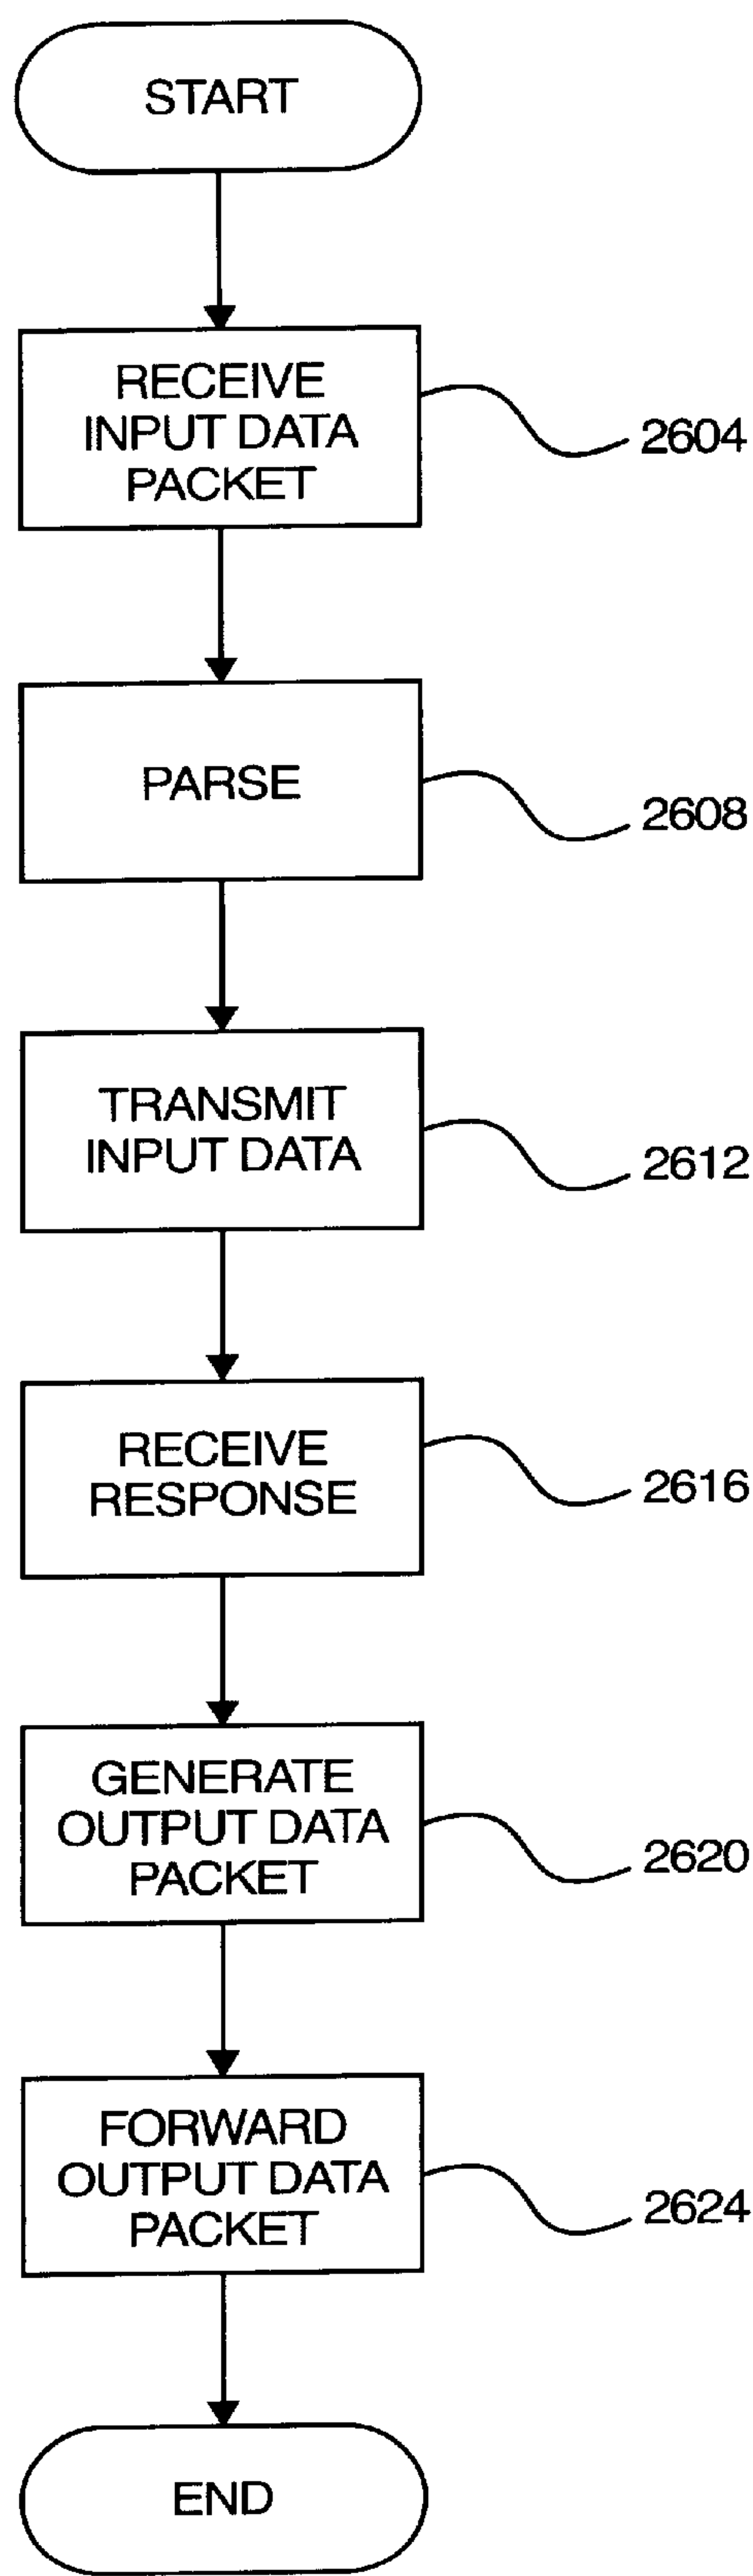 START
RECEIVE
INPUT DATA
PACKET
2604
PARSE
2608
TRANSMIT
INPUT DATA
2612
RECEIVE
RESPONSE
2616
GENERATE
OUTPUT DATA
PACKET
2620
FORWARD
OUTPUT DATA
PACKET
2624
END